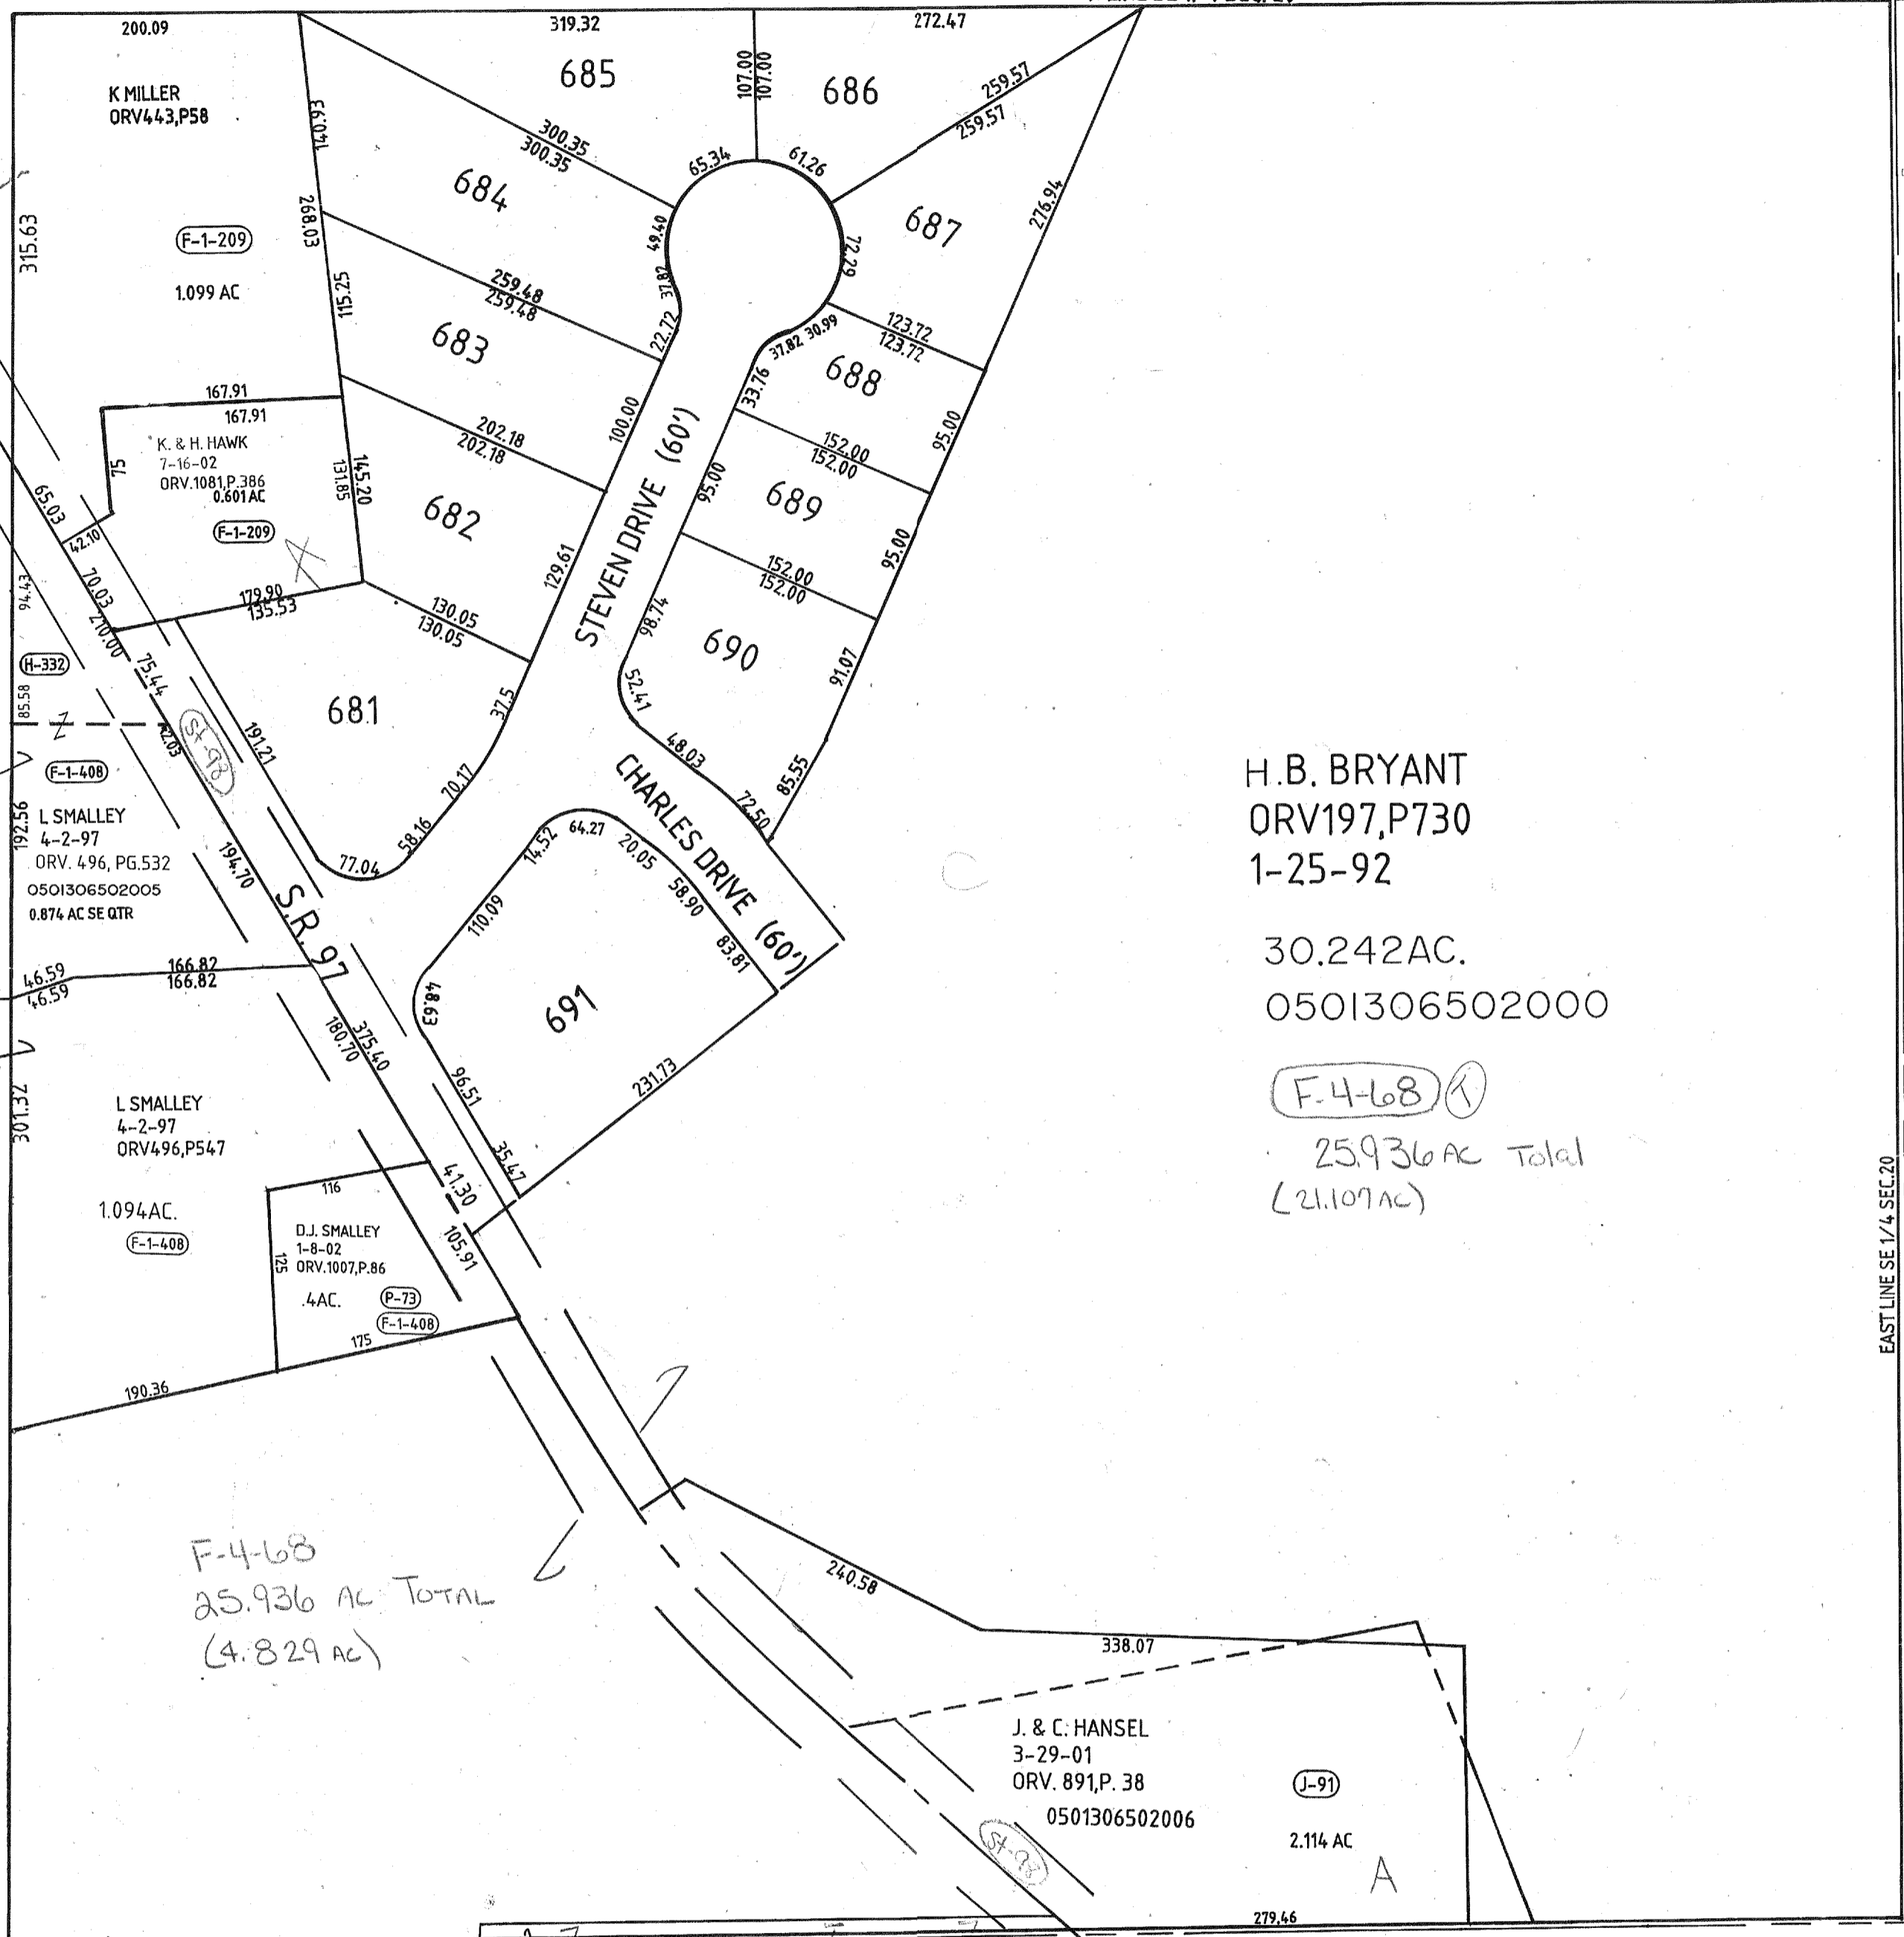 200.09
319.32
272.47
K MILLER
ORV443,P58
315.63
F-1-209
1.099 AC
140.93
268.03
115.25
685
107.00
107.00
686
259.57
259.57
300.35
300.35
684
65.34
61.26
49.40
37.82
22.72
72.29
687
276.94
259.48
259.48
683
123.72
123.72
37.82
30.99
688
33.76
95.00
100.00
202.18
202.18
682
167.91
167.91
K. & H. HAWK
7-16-02
ORV.1081,P.386
0.601 AC
F-1-209
75
145.20
131.85
65.03
42.10
70.03
210.00
94.43
179.90
135.53
STEVEN DRIVE (60')
152.00
152.00
689
95.00
95.00
129.61
130.05
130.05
152.00
152.00
98.74
690
91.07
52.41
48.03
85.55
72.50
H-332
85.58
75.44
42.03
St-98
191.21
681
37.5
70.17
58.16
77.04
F-1-408
L SMALLEY
4-2-97
ORV. 496, PG.532
0501306502005
0.874 AC SE QTR
192.56
194.70
S.R. 97
CHARLES DRIVE (60')
14.52
64.27
20.05
58.90
83.81
110.09
48.63
691
96.51
231.73
35.47
H.B. BRYANT
ORV197,P730
1-25-92
30.242AC.
0501306502000
F-4-68 T
25.936 AC Total
(21.107 AC)
46.59
46.59
166.82
166.82
180.70
375.40
301.32
L SMALLEY
4-2-97
ORV496,P547
1.094AC.
F-1-408
116
41.30
105.91
D.J. SMALLEY
1-8-02
ORV.1007,P.86
.4AC.
P-73
F-1-408
125
175
190.36
EAST LINE SE 1/4 SEC.20
F-4-68
25.936 AC TOTAL
(4.829 AC)
240.58
338.07
J. & C. HANSEL
3-29-01
ORV. 891,P. 38
0501306502006
J-91
2.114 AC
A
St-98
279.46